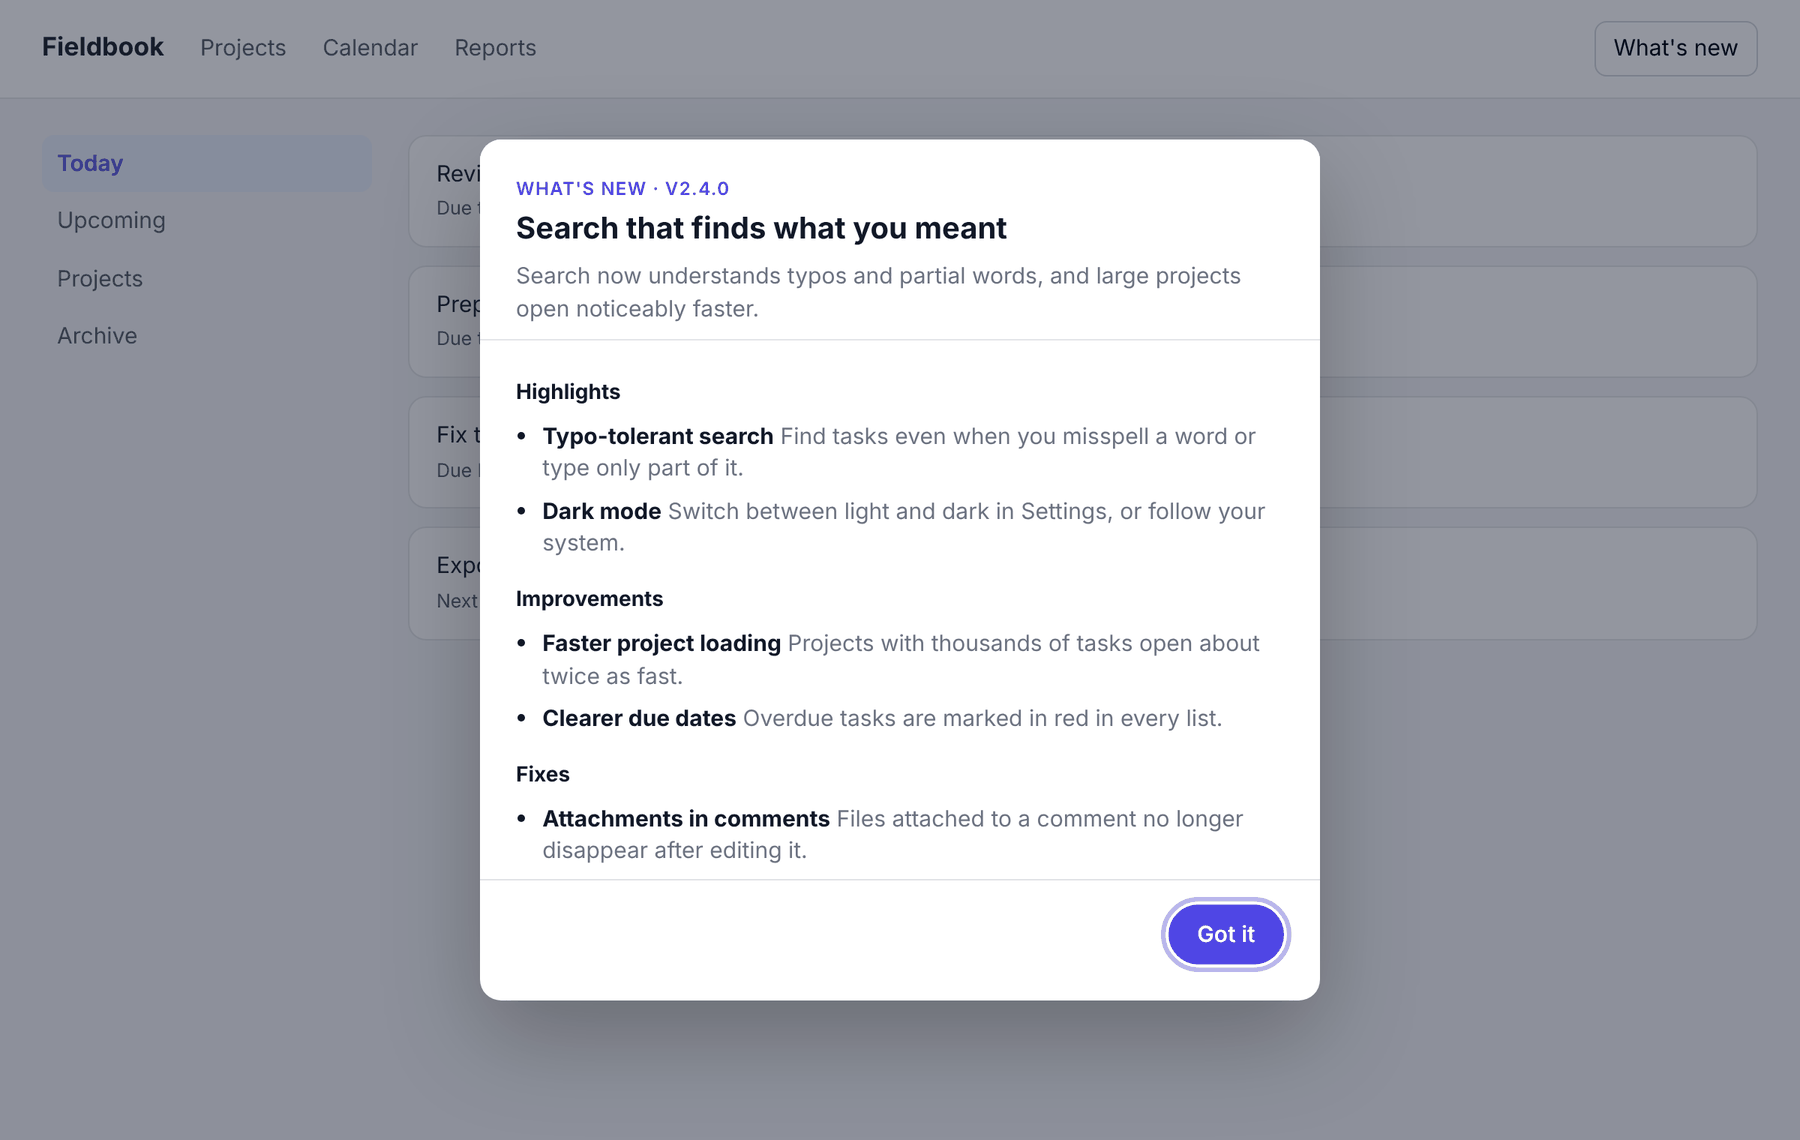 Fieldbook Projects Calendar Reports What's new
Today
Upcoming
Projects
Archive
Due
Due
Fix
Due
Next
WHAT'S NEW · V2.4.0
Search that finds what you meant
Search now understands typos and partial words, and large projects
open noticeably faster.
Highlights
• Typo-tolerant search Find tasks even when you misspell a word or
type only part of it.
• Dark mode Switch between light and dark in Settings, or follow your
system.
Improvements
• Faster project loading Projects with thousands of tasks open about
twice as fast.
• Clearer due dates Overdue tasks are marked in red in every list.
Fixes
• Attachments in comments Files attached to a comment no longer
disappear after editing it.
Got it